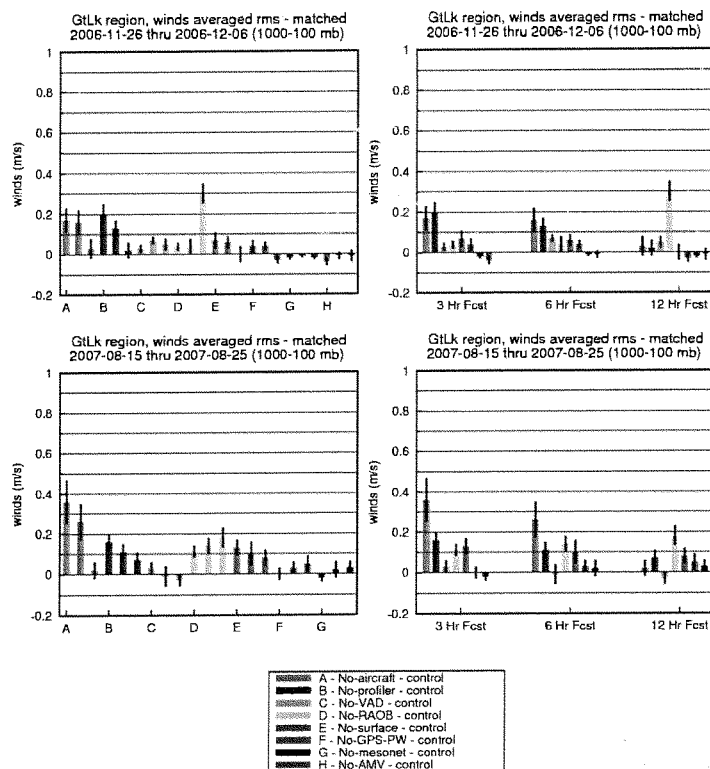 GtLk region, winds averaged rms - matched
2006-11-26 thru 2006-12-06 (1000-100 mb)
1
0.8
0.6
0.4
0.2
0
-0.2
winds (m/s)
A B C D E F G H
GtLk region, winds averaged rms - matched
2006-11-26 thru 2006-12-06 (1000-100 mb)
1
0.8
0.6
0.4
0.2
0
-0.2
winds (m/s)
3 Hr Fcst 6 Hr Fcst 12 Hr Fcst
GtLk region, winds averaged rms - matched
2007-08-15 thru 2007-08-25 (1000-100 mb)
1
0.8
0.6
0.4
0.2
0
-0.2
winds (m/s)
A B C D E F G
GtLk region, winds averaged rms - matched
2007-08-15 thru 2007-08-25 (1000-100 mb)
1
0.8
0.6
0.4
0.2
0
-0.2
winds (m/s)
3 Hr Fcst 6 Hr Fcst 12 Hr Fcst
A - No-aircraft - control
B - No-profiler - control
C - No-VAD - control
D - No-RAOB - control
E - No-surface - control
F - No-GPS-PW - control
G - No-mesonet - control
H - No-AMV - control